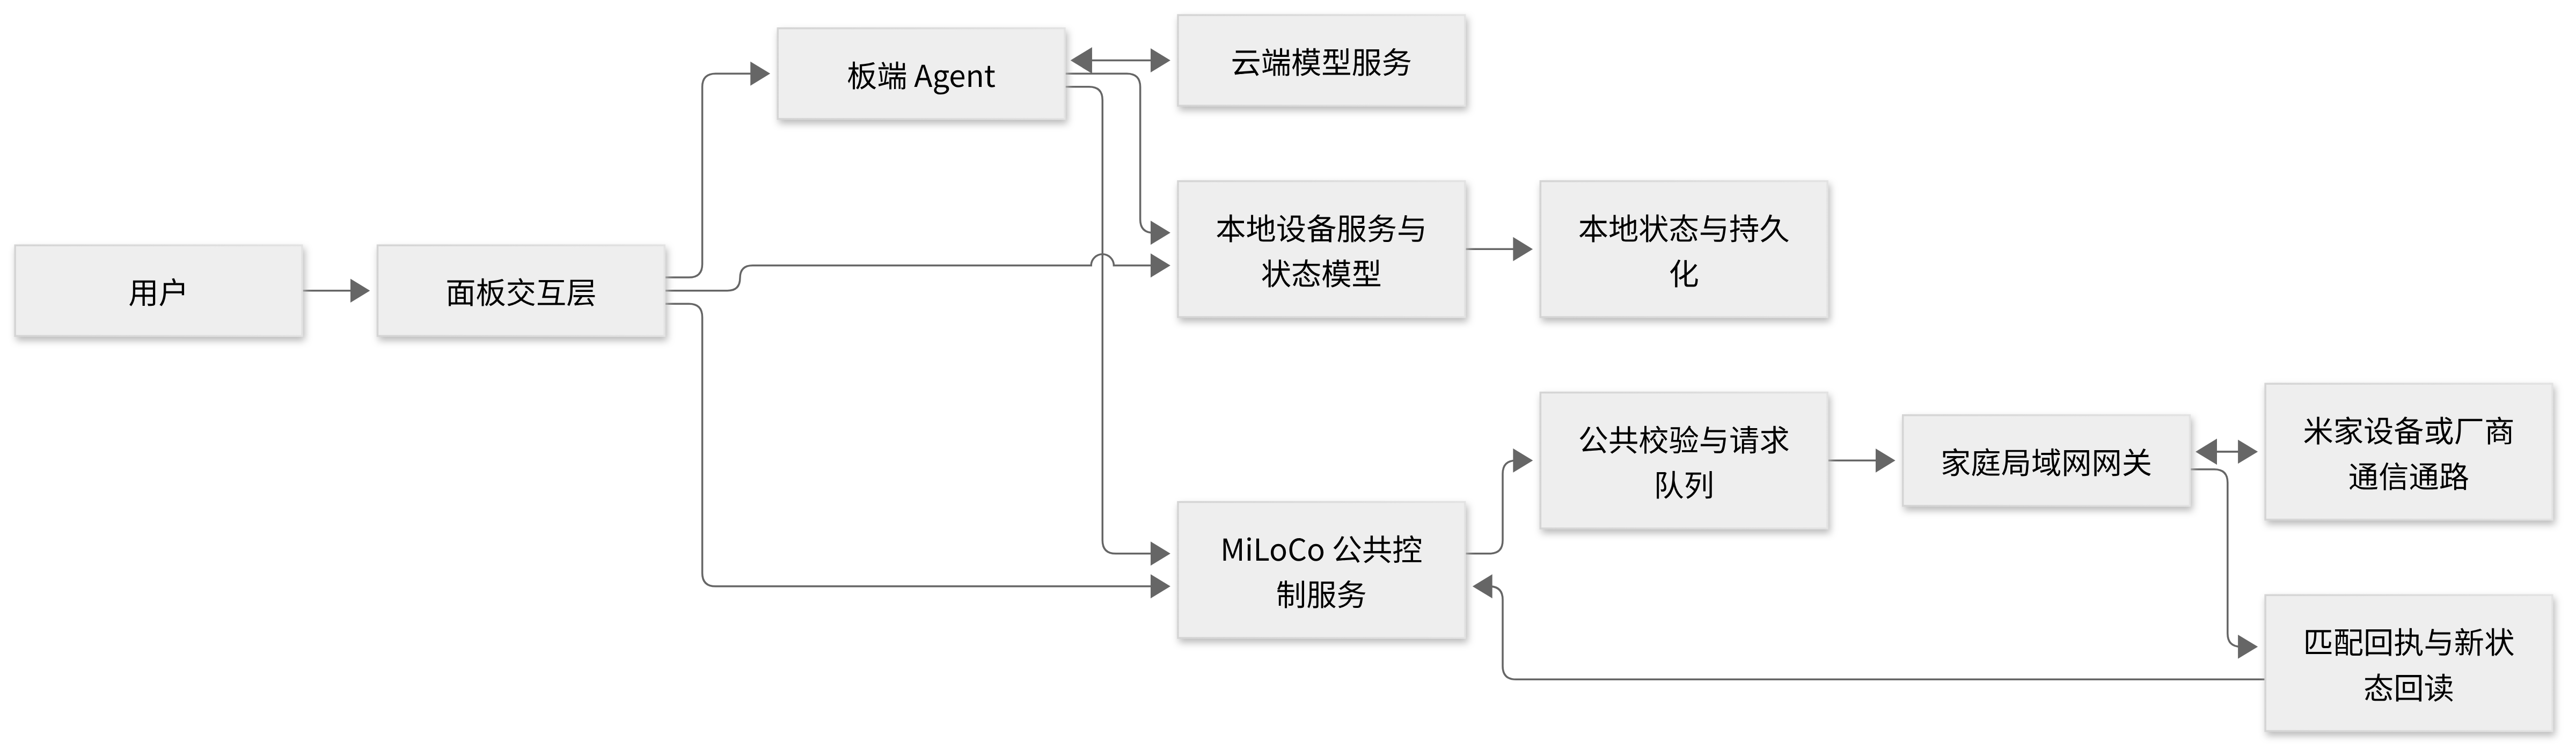 板端 Agent
云端模型服务
本地设备服务与
状态模型
本地状态与持久
化
用户
面板交互层
公共校验与请求
队列
家庭局域网网关
米家设备或厂商
通信通路
MiLoCo 公共控
制服务
匹配回执与新状
态回读